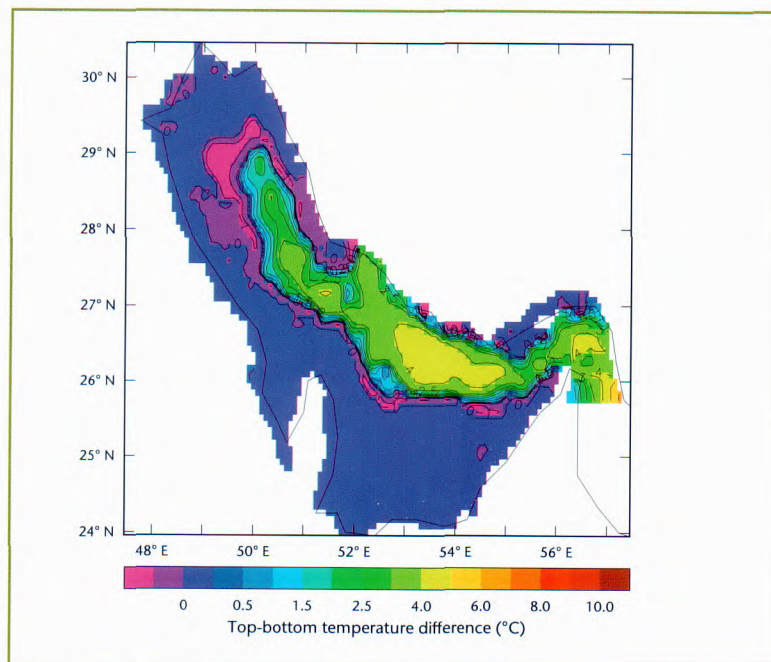 30° N
29° N
28° N
27° N
26° N
25° N
24° N
48° E 50° E 52° E 54° E 56° E
0 0.5 1.5 2.5 4.0 6.0 8.0 10.0
Top-bottom temperature difference (°C)